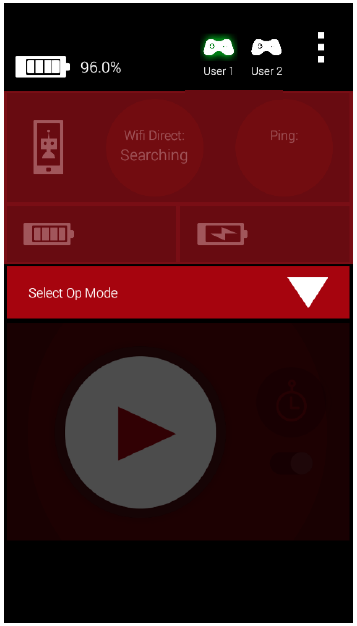 96.0%
User 1
User 2
Wifi Direct:
Searching
Ping:
Select Op Mode